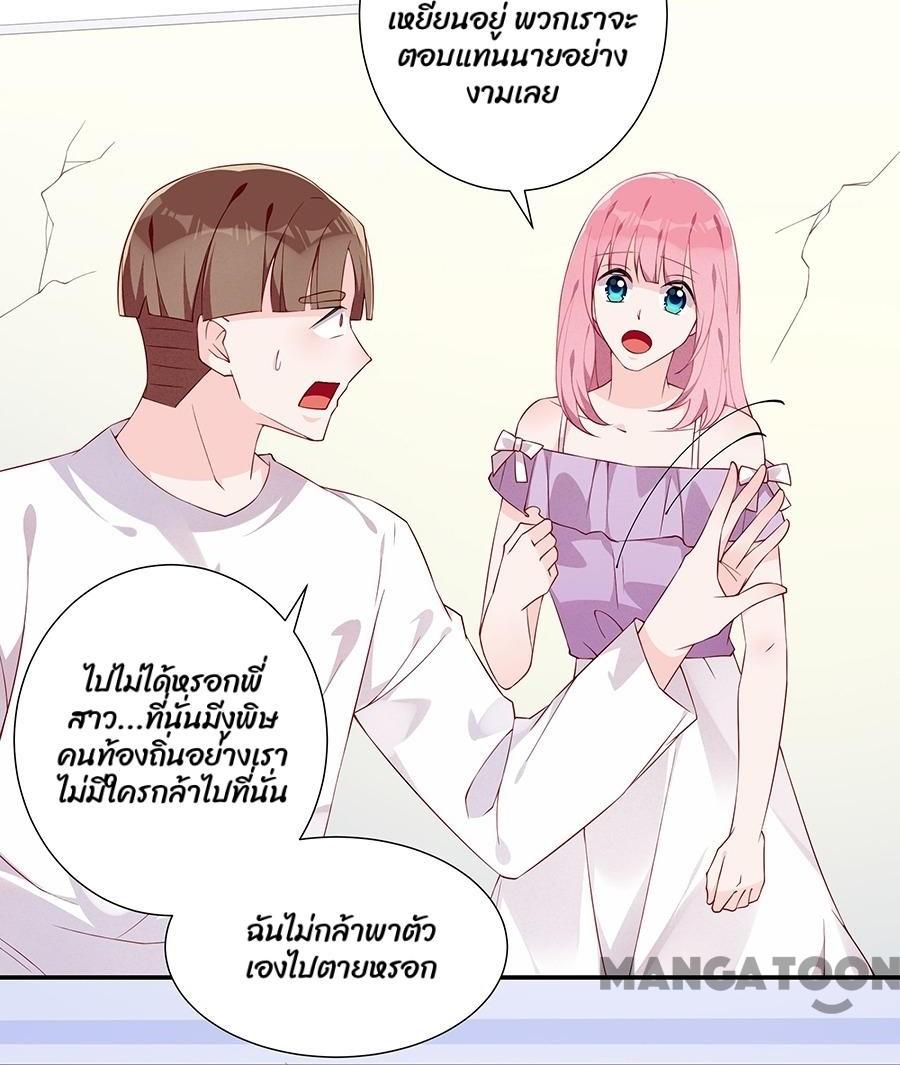 เหยียนอยู่ พวกเราจะ
ตอบแทนนายอย่าง
งามเลย
ไปไม่ได้หรอกพี่
สาว...ที่นั่นมีงูพิษ
คนท้องถิ่นอย่างเรา
ไม่มีใครกล้าไปที่นั่น
ฉันไม่กล้าพาตัว
เองไปตายหรอก
MANGATOON